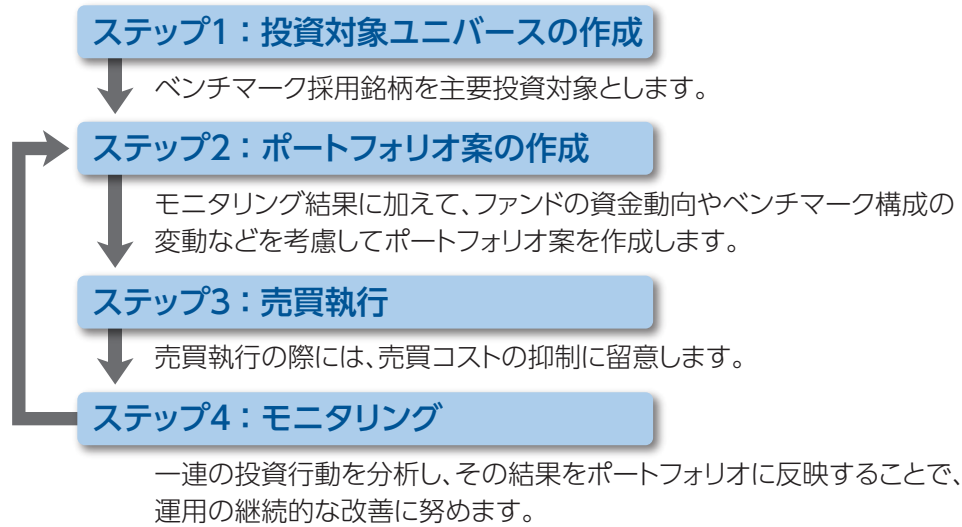 ステップ1：投資対象ユニバースの作成
ベンチマーク採用銘柄を主要投資対象とします。
ステップ2：ポートフォリオ案の作成
モニタリング結果に加えて、ファンドの資金動向やベンチマーク構成の
変動などを考慮してポートフォリオ案を作成します。
ステップ3：売買執行
売買執行の際には、売買コストの抑制に留意します。
ステップ4：モニタリング
一連の投資行動を分析し、その結果をポートフォリオに反映することで、
運用の継続的な改善に努めます。